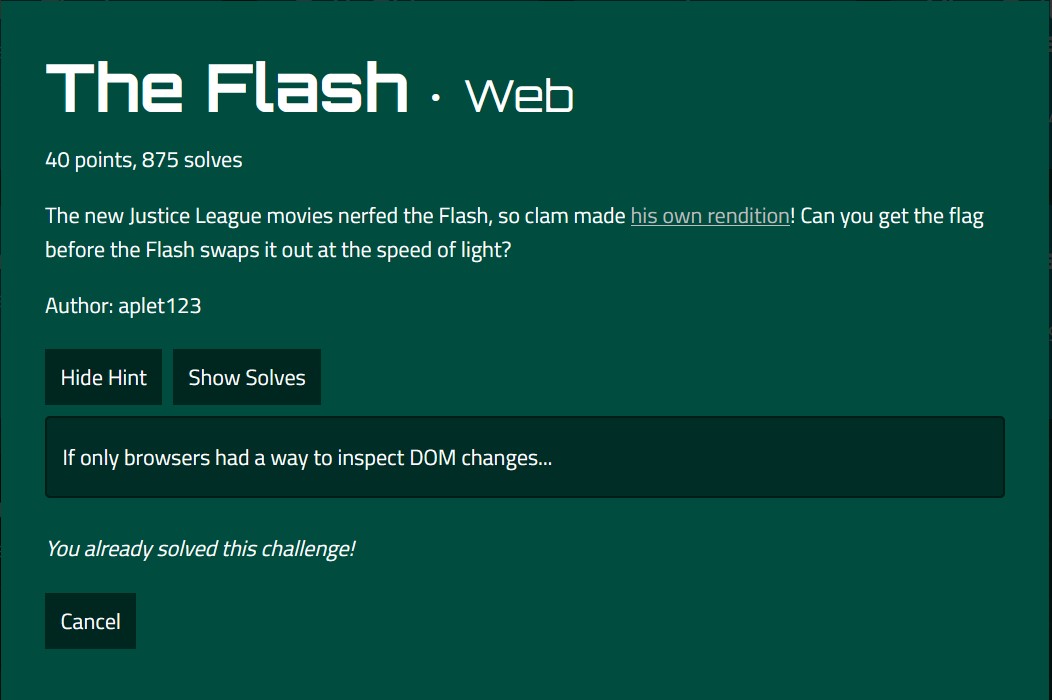 The Flash · Web
40 points, 875 solves
The new Justice League movies nerfed the Flash, so clam made his own rendition! Can you get the flag
before the Flash swaps it out at the speed of light?
Author: aplet123
Hide Hint Show Solves
If only browsers had a way to inspect DOM changes...
You already solved this challenge!
Cancel